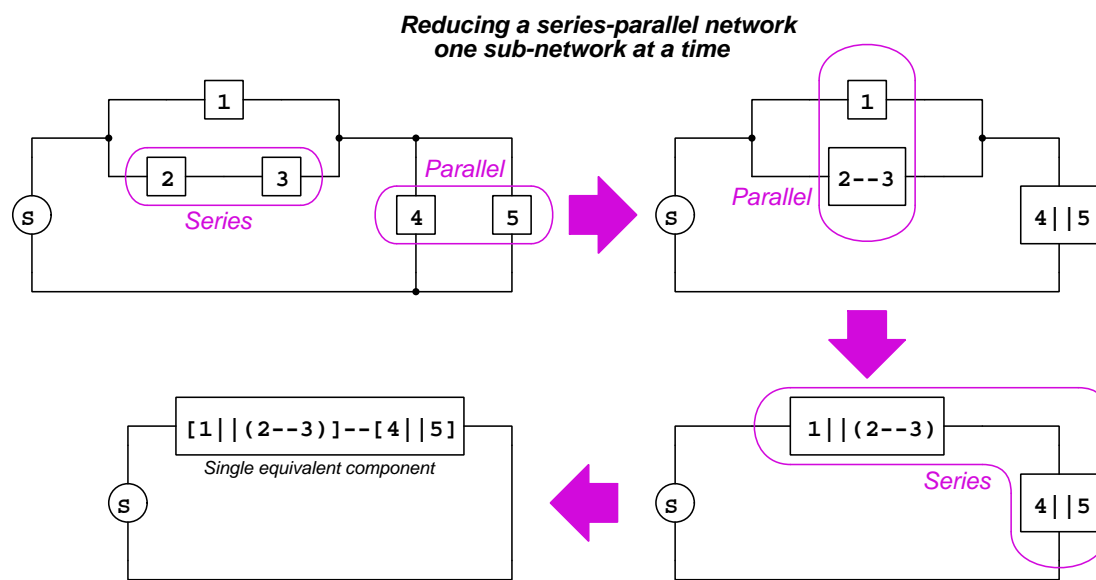 Reducing a series-parallel network
one sub-network at a time
1
2
3
Series
Parallel
S
4
5
1
2--3
Parallel
S
4||5
[1||(2--3)]--[4||5]
Single equivalent component
S
1||(2--3)
Series
S
4||5